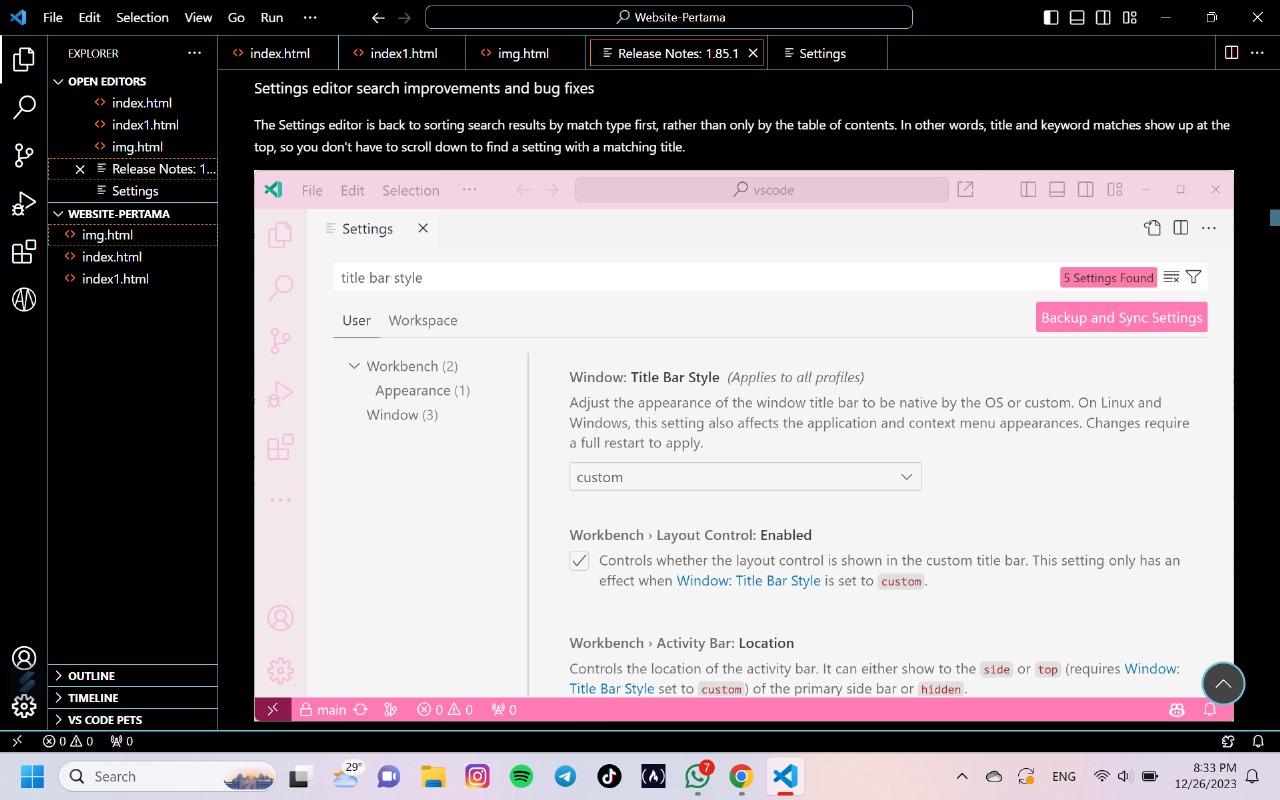 File Edit Selection View Go Run ··· Website-Pertama
EXPLORER ···
OPEN EDITORS
index.html
index1.html
img.html
Release Notes: 1...
Settings
WEBSITE-PERTAMA
img.html
index.html
index1.html
OUTLINE
TIMELINE
VS CODE PETS
index.html index1.html img.html Release Notes: 1.85.1 Settings
Settings editor search improvements and bug fixes
The Settings editor is back to sorting search results by match type first, rather than only by the table of contents. In other words, title and keyword matches show up at the
top, so you don't have to scroll down to find a setting with a matching title.
File Edit Selection ··· vscode
Settings
title bar style 5 Settings Found
User Workspace Backup and Sync Settings
Workbench (2)
Appearance (1)
Window (3)
Window: Title Bar Style (Applies to all profiles)
Adjust the appearance of the window title bar to be native by the OS or custom. On Linux and
Windows, this setting also affects the application and context menu appearances. Changes require
a full restart to apply.
custom
Workbench › Layout Control: Enabled
Controls whether the layout control is shown in the custom title bar. This setting only has an
effect when Window: Title Bar Style is set to custom.
Workbench › Activity Bar: Location
Controls the location of the activity bar. It can either show to the side or top (requires Window:
Title Bar Style set to custom) of the primary side bar or hidden.
main 0 0 0
0 0 0
Search 29° 7 ENG 8:33 PM
12/26/2023